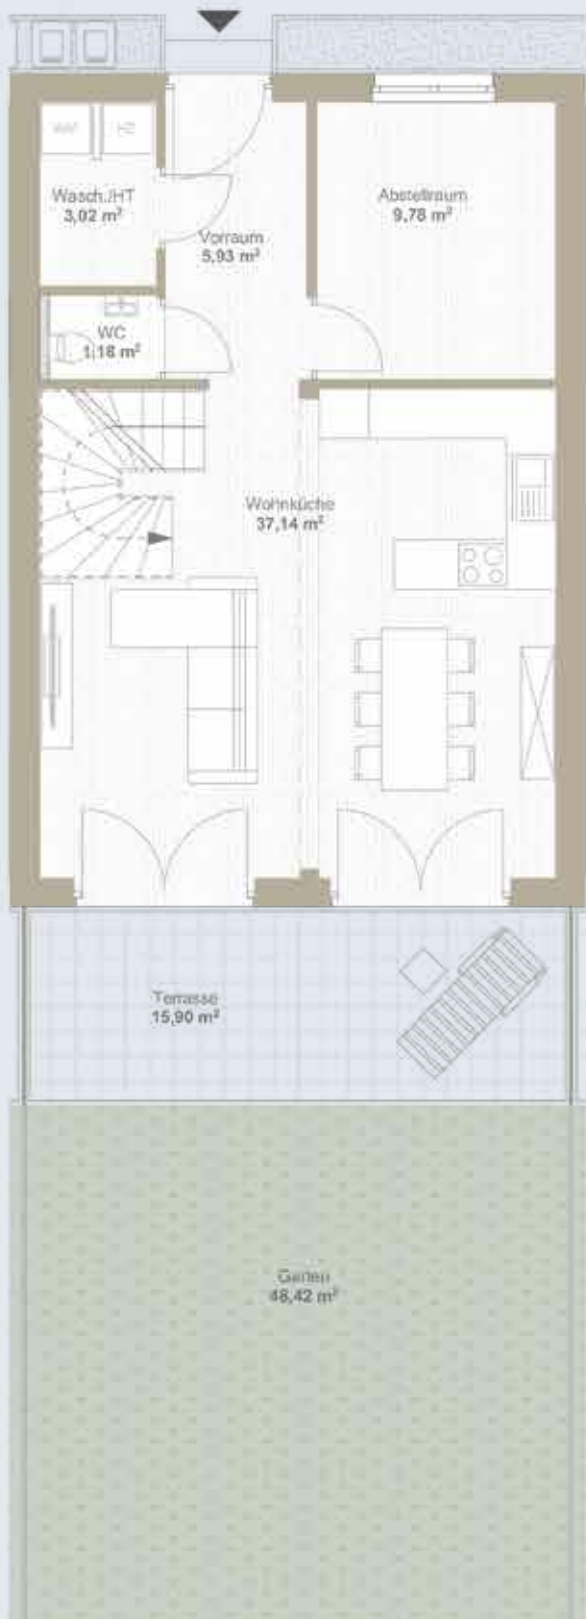 WM
HZ
Wasch./HT
3,02 m²
Abstellraum
9,78 m²
Vorraum
5,93 m²
WC
1,18 m²
Wohnküche
37,14 m²
Terrasse
15,90 m²
Garten
48,42 m²